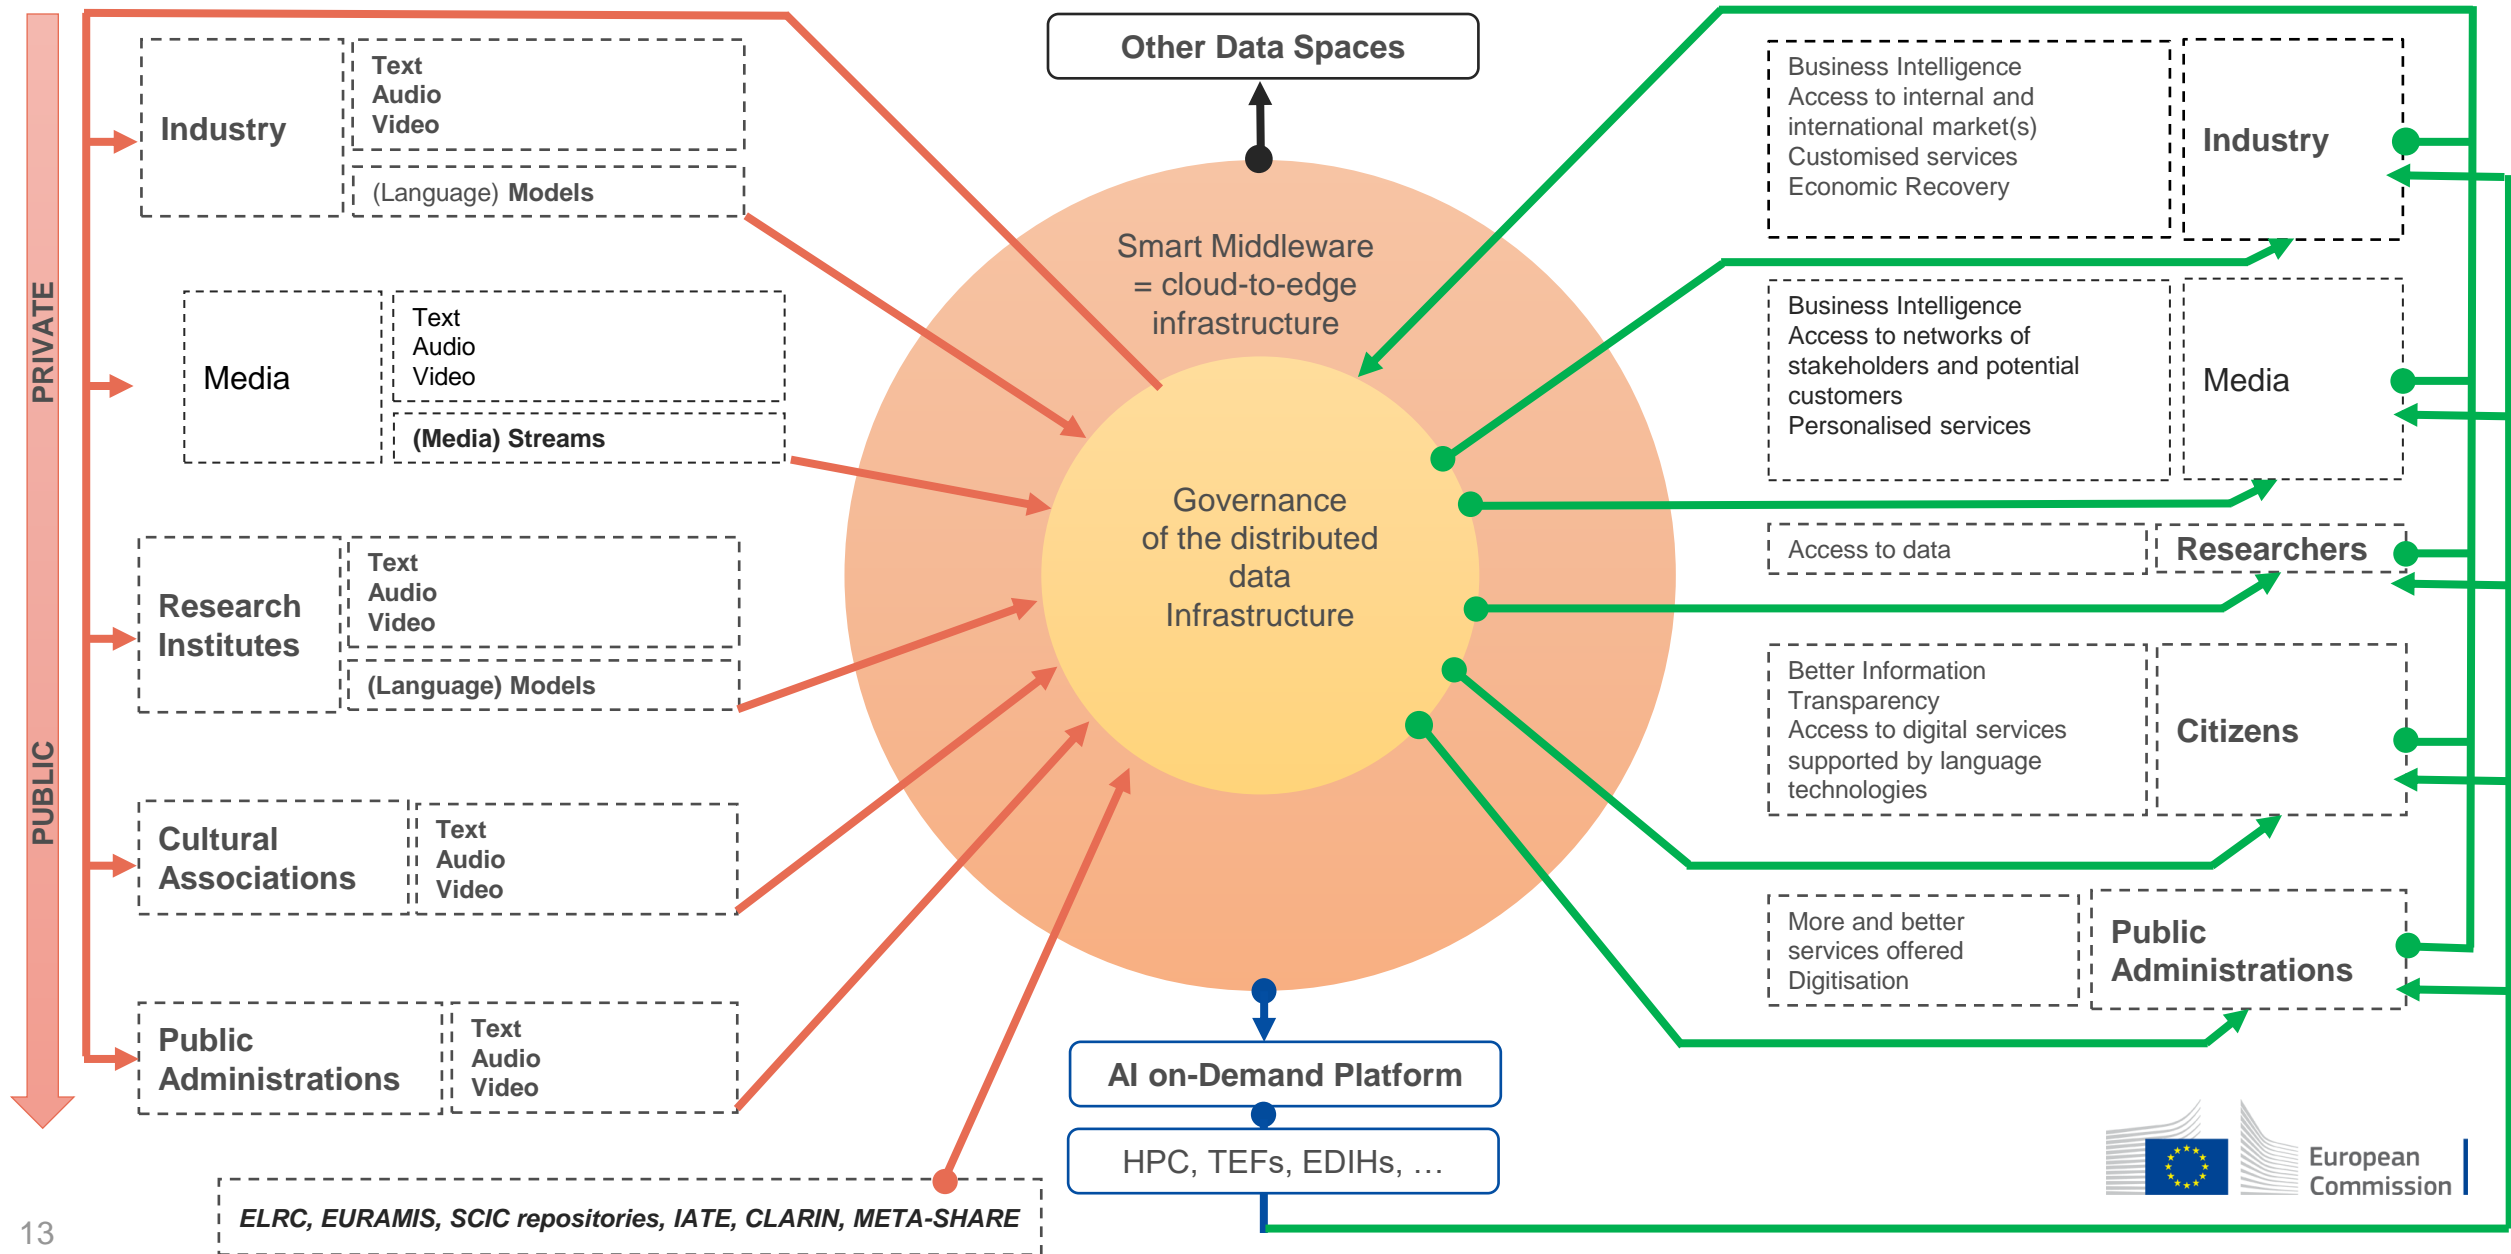 PRIVATE
PUBLIC
Industry
Text
Audio
Video
(Language) Models
Media
Text
Audio
Video
(Media) Streams
Research
Institutes
Text
Audio
Video
(Language) Models
Cultural
Associations
Text
Audio
Video
Public
Administrations
Text
Audio
Video
ELRC, EURAMIS, SCIC repositories, IATE, CLARIN, META-SHARE
Other Data Spaces
Smart Middleware
= cloud-to-edge
infrastructure
Governance
of the distributed
data
Infrastructure
AI on-Demand Platform
HPC, TEFs, EDIHs, …
Business Intelligence
Access to internal and
international market(s)
Customised services
Economic Recovery
Industry
Business Intelligence
Access to networks of
stakeholders and potential
customers
Personalised services
Media
Access to data
Researchers
Better Information
Transparency
Access to digital services
supported by language
technologies
Citizens
More and better
services offered
Digitisation
Public
Administrations
European
Commission
13